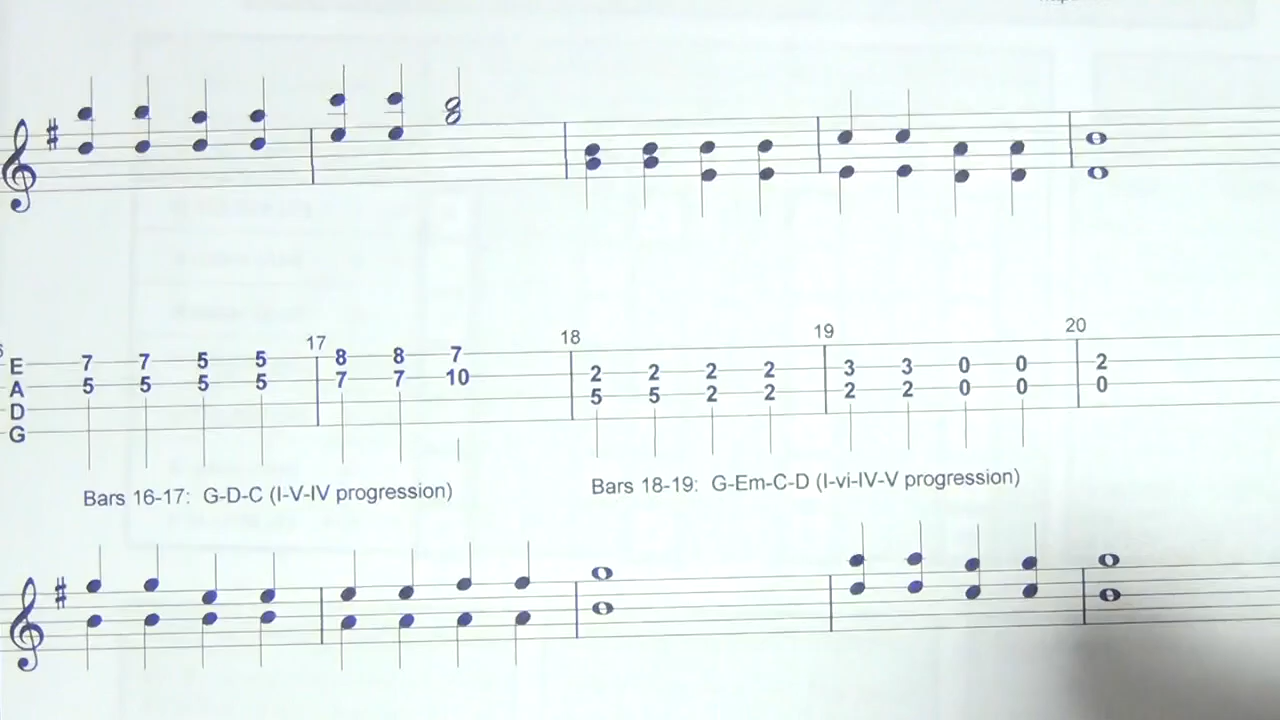 17 18 19 20
E 7 7 5 5 8 8 7 2 2 2 2 3 3 0 0 2
A 5 5 5 5 7 7 10 5 5 2 2 2 2 0 0 0
D
G
Bars 16-17: G-D-C (I-V-IV progression) Bars 18-19: G-Em-C-D (I-vi-IV-V progression)